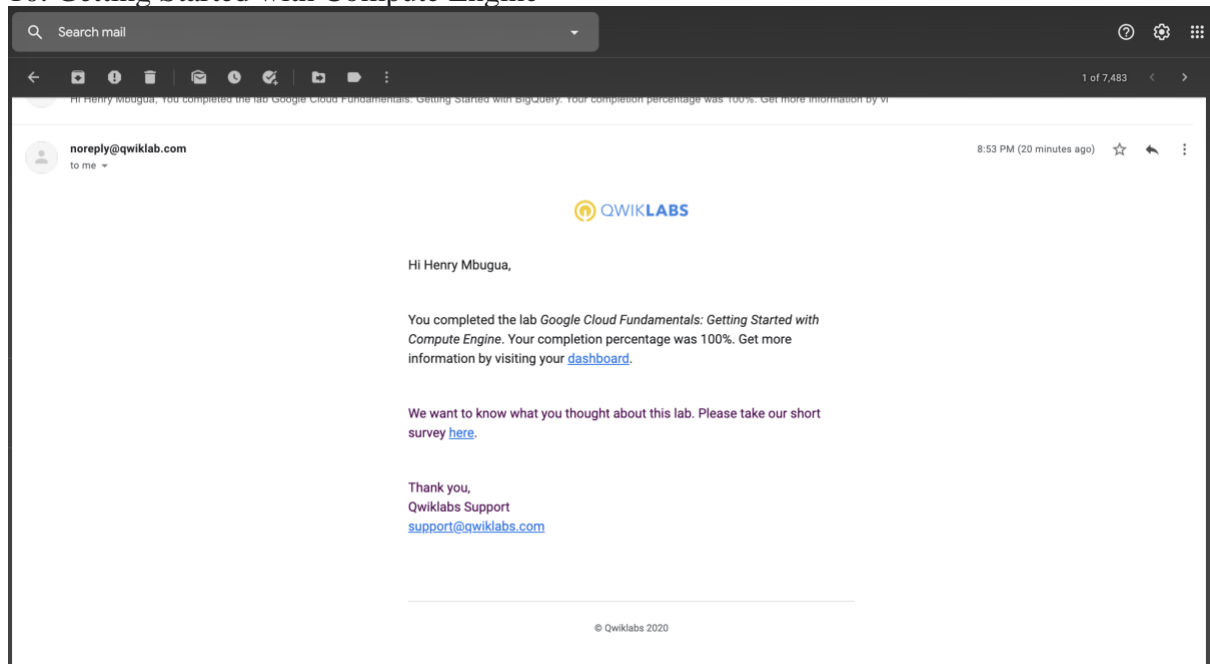 10. Getting Started with Compute Engine
Search mail
1 of 7,483
Hi Henry Mbugua, You completed the lab Google Cloud Fundamentals: Getting Started with BigQuery. Your completion percentage was 100%. Get more information by vi
noreply@qwiklab.com
8:53 PM (20 minutes ago)
to me
QWIKLABS
Hi Henry Mbugua,
You completed the lab Google Cloud Fundamentals: Getting Started with
Compute Engine. Your completion percentage was 100%. Get more
information by visiting your dashboard.
We want to know what you thought about this lab. Please take our short
survey here.
Thank you,
Qwiklabs Support
support@qwiklabs.com
© Qwiklabs 2020